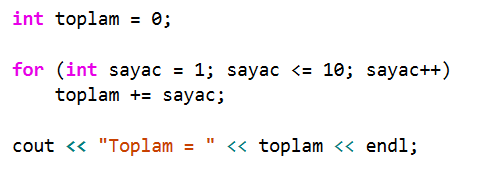 int toplam = 0;
for (int sayac = 1; sayac <= 10; sayac++)
toplam += sayac;
cout << "Toplam = " << toplam << endl;